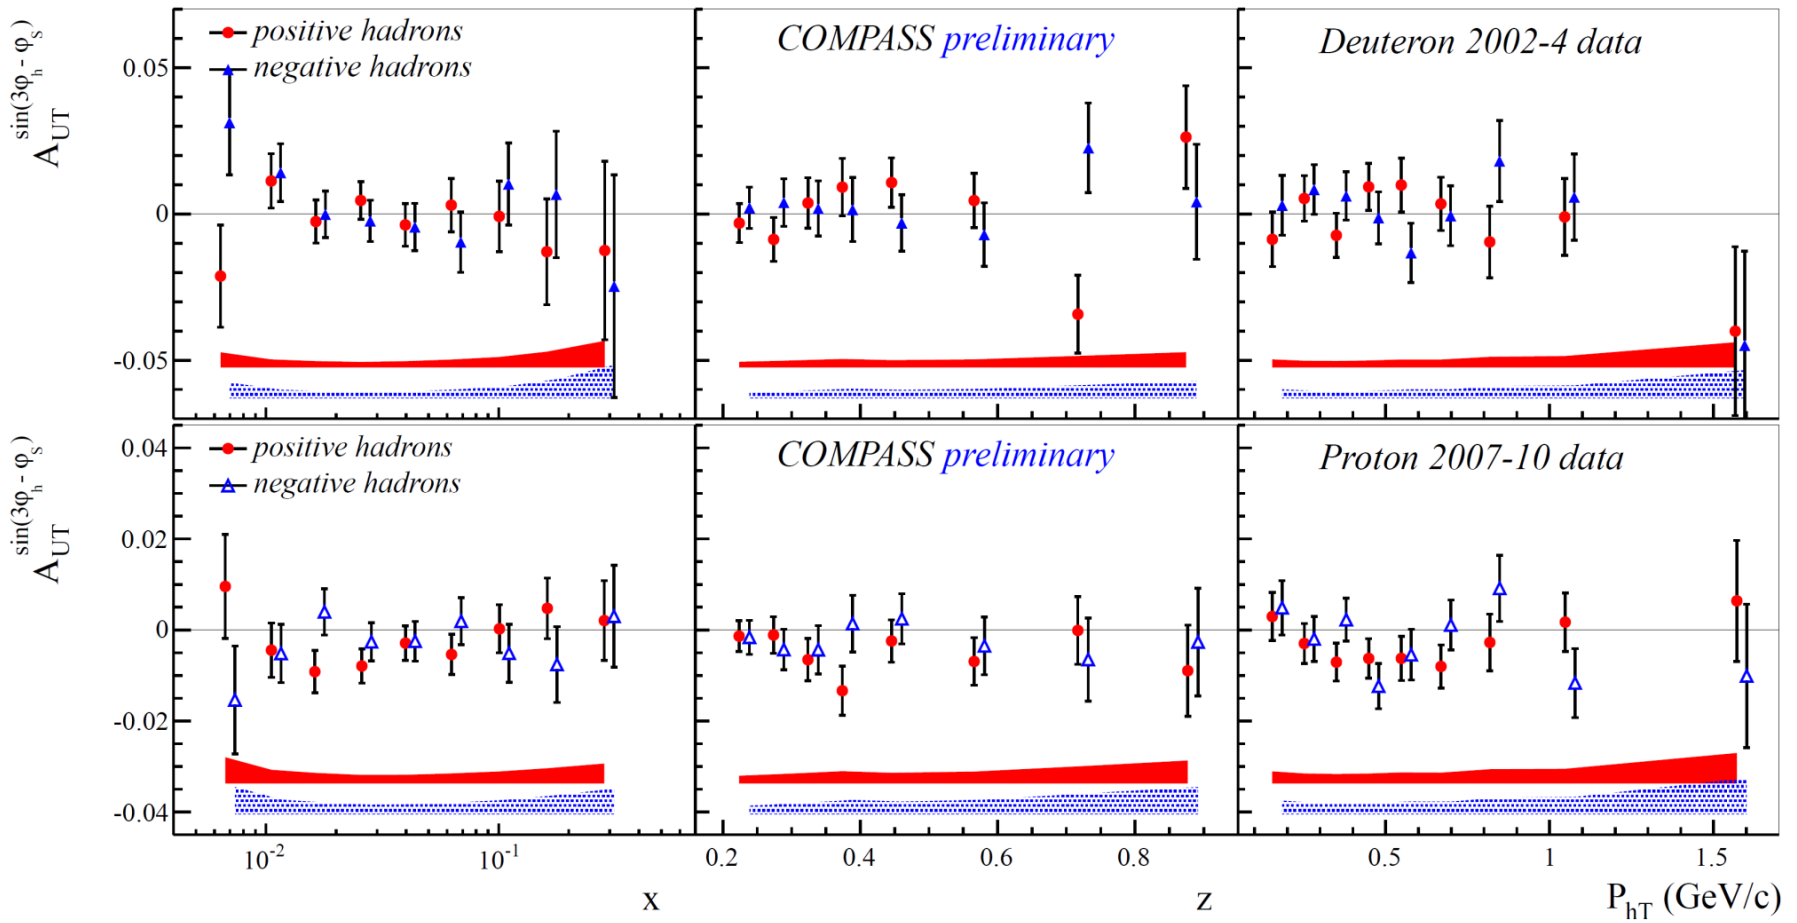 positive hadrons
negative hadrons
COMPASS preliminary
Deuteron 2002-4 data
A_UT^sin(3φ_h - φ_S)
0.05
0
-0.05
positive hadrons
negative hadrons
COMPASS preliminary
Proton 2007-10 data
A_UT^sin(3φ_h - φ_S)
0.04
0.02
0
-0.02
-0.04
10^-2 10^-1
0.2 0.4 0.6 0.8
0.5 1 1.5
x
z
P_hT (GeV/c)